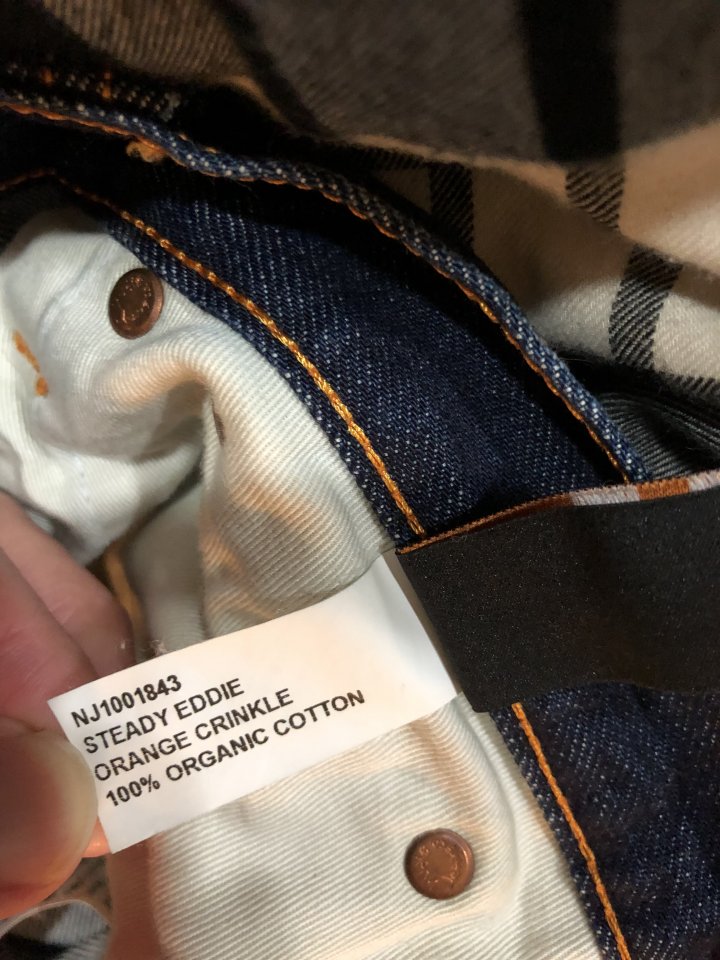 NJ1001843
STEADY EDDIE
ORANGE CRINKLE
100% ORGANIC COTTON